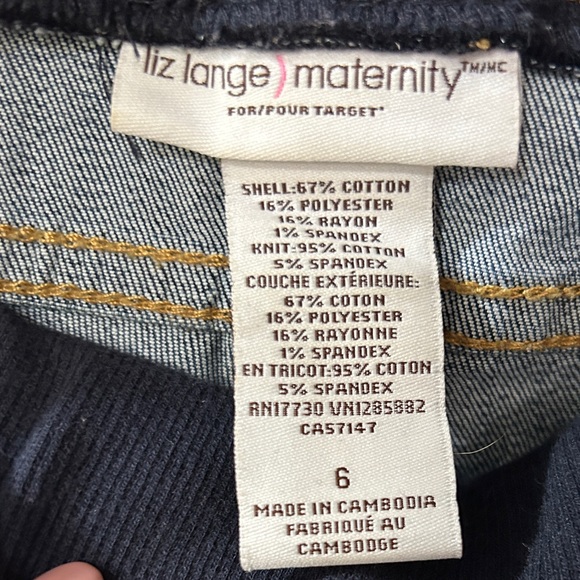 liz lange) maternity TM/MC
FOR/POUR TARGET*
SHELL:67% COTTON
16% POLYESTER
16% RAYON
1% SPANDEX
KNIT-95% COTTON
5% SPANDEX
COUCHE EXTÉRIEURE:
67% COTON
16% POLYESTER
16% RAYONNE
1% SPANDEX
EN TRICOT:95% COTON
5% SPANDEX
RN17730 VN1285882
CA57147
6
MADE IN CAMBODIA
FABRIQUÉ AU
CAMBODGE